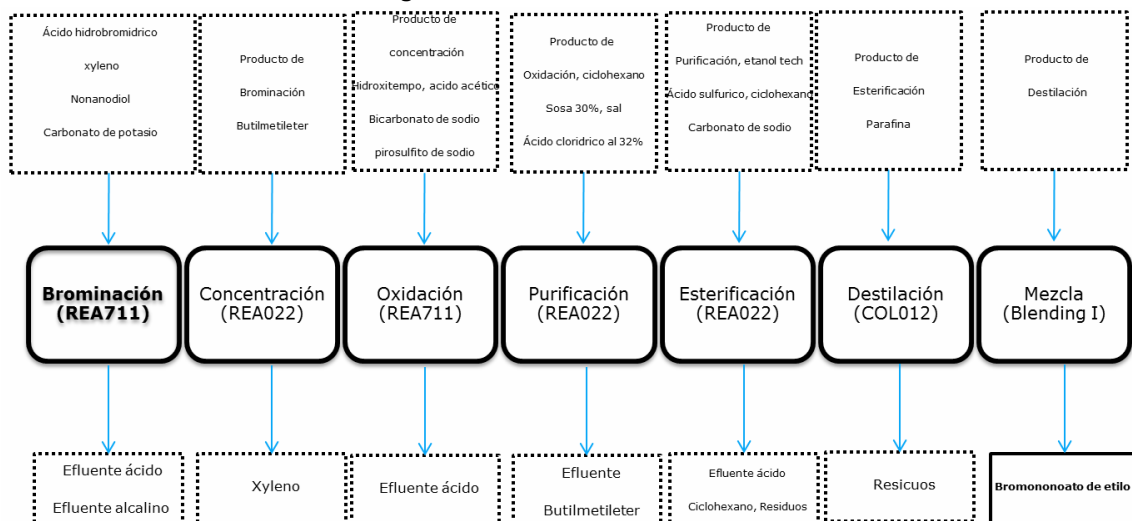 Ácido hidrobromidrico
xyleno
Nonanodiol
Carbonato de potasio
Producto de
Brominación
Butilmetileter
Producto de
concentración
Hidroxitempo, acido acético
Bicarbonato de sodio
pirosulfito de sodio
Producto de
Oxidación, ciclohexano
Sosa 30%, sal
Ácido cloridrico al 32%
Producto de
Purificación, etanol tech
Ácido sulfurico, ciclohexano
Carbonato de sodio
Producto de
Esterificación
Parafina
Producto de
Destilación
Brominación
(REA711)
Concentración
(REA022)
Oxidación
(REA711)
Purificación
(REA022)
Esterificación
(REA022)
Destilación
(COL012)
Mezcla
(Blending I)
Efluente ácido
Efluente alcalino
Xyleno
Efluente ácido
Efluente
Butilmetileter
Efluente ácido
Ciclohexano, Residuos
Resicuos
Bromononoato de etilo